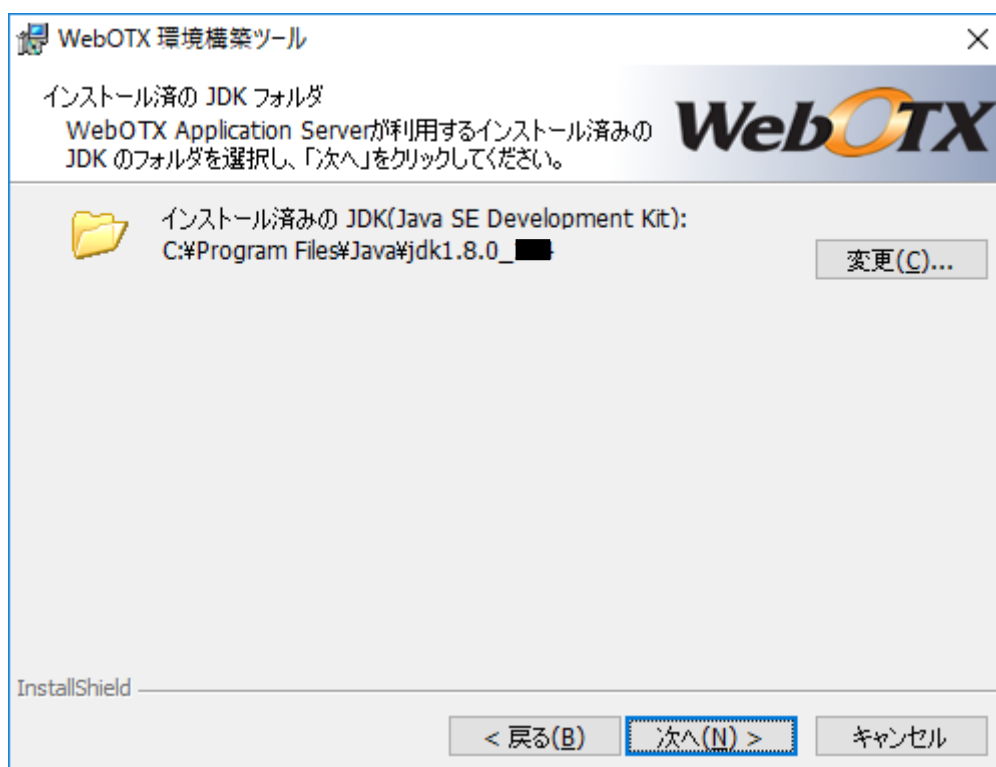 WebOTX 環境構築ツール
インストール済の JDK フォルダ
WebOTX Application Serverが利用するインストール済みの
JDK のフォルダを選択し、「次へ」をクリックしてください。
WebOTX
インストール済みの JDK(Java SE Development Kit):
C:¥Program Files¥Java¥jdk1.8.0_
変更(C)...
InstallShield
< 戻る(B)
次へ(N) >
キャンセル